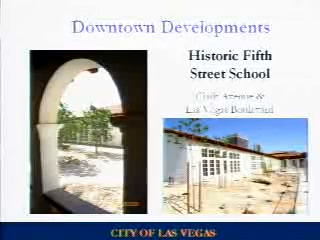 Downtown Developments
Historic Fifth
Street School
Clark Avenue &
Las Vegas Boulevard
CITY OF LAS VEGAS